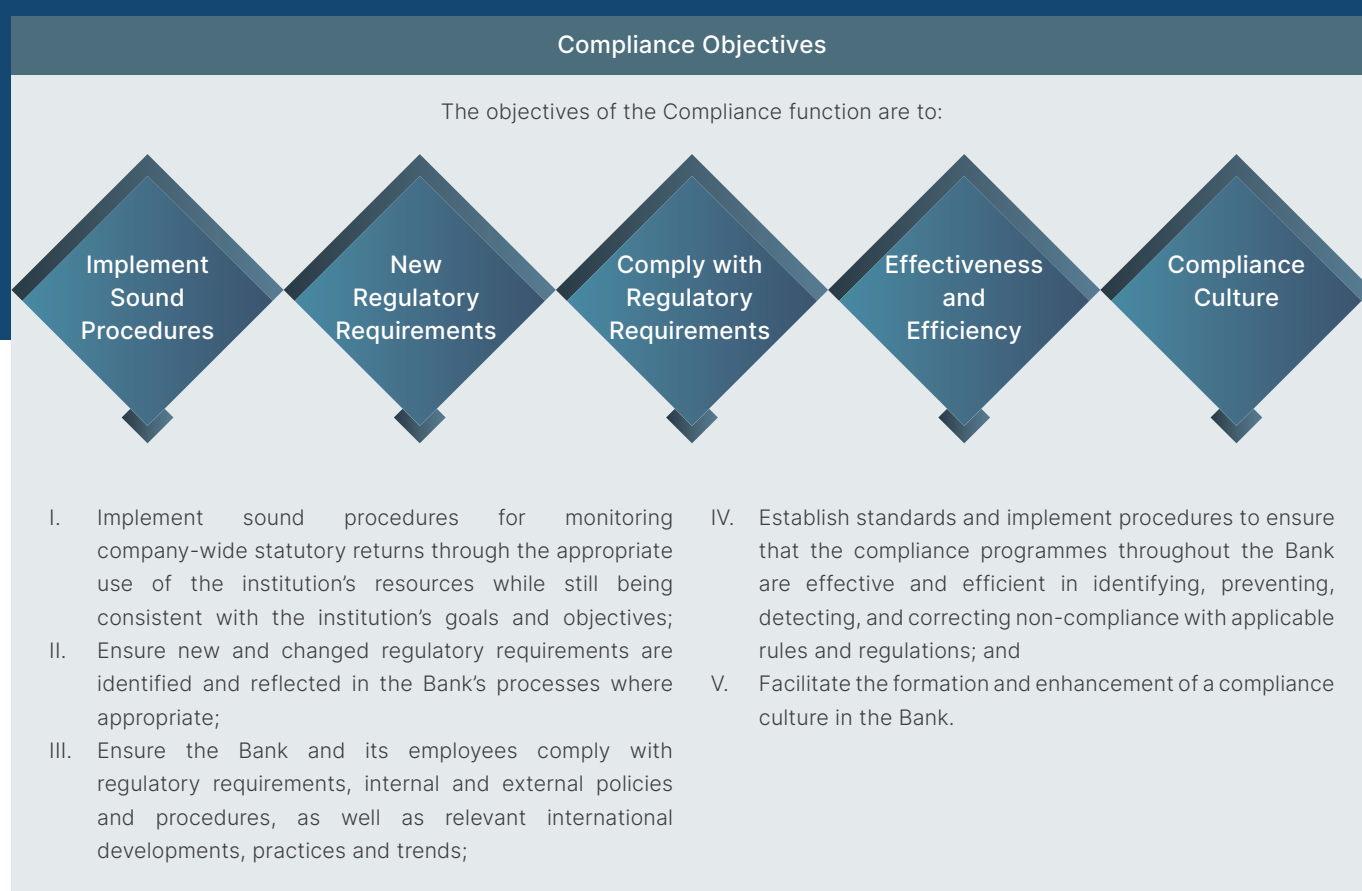 Compliance Objectives
The objectives of the Compliance function are to:
Implement
Sound
Procedures
New
Regulatory
Requirements
Comply with
Regulatory
Requirements
Effectiveness
and
Efficiency
Compliance
Culture
I. Implement sound procedures for monitoring
company-wide statutory returns through the appropriate
use of the institution’s resources while still being
consistent with the institution’s goals and objectives;
II. Ensure new and changed regulatory requirements are
identified and reflected in the Bank’s processes where
appropriate;
III. Ensure the Bank and its employees comply with
regulatory requirements, internal and external policies
and procedures, as well as relevant international
developments, practices and trends;
IV. Establish standards and implement procedures to ensure
that the compliance programmes throughout the Bank
are effective and efficient in identifying, preventing,
detecting, and correcting non-compliance with applicable
rules and regulations; and
V. Facilitate the formation and enhancement of a compliance
culture in the Bank.